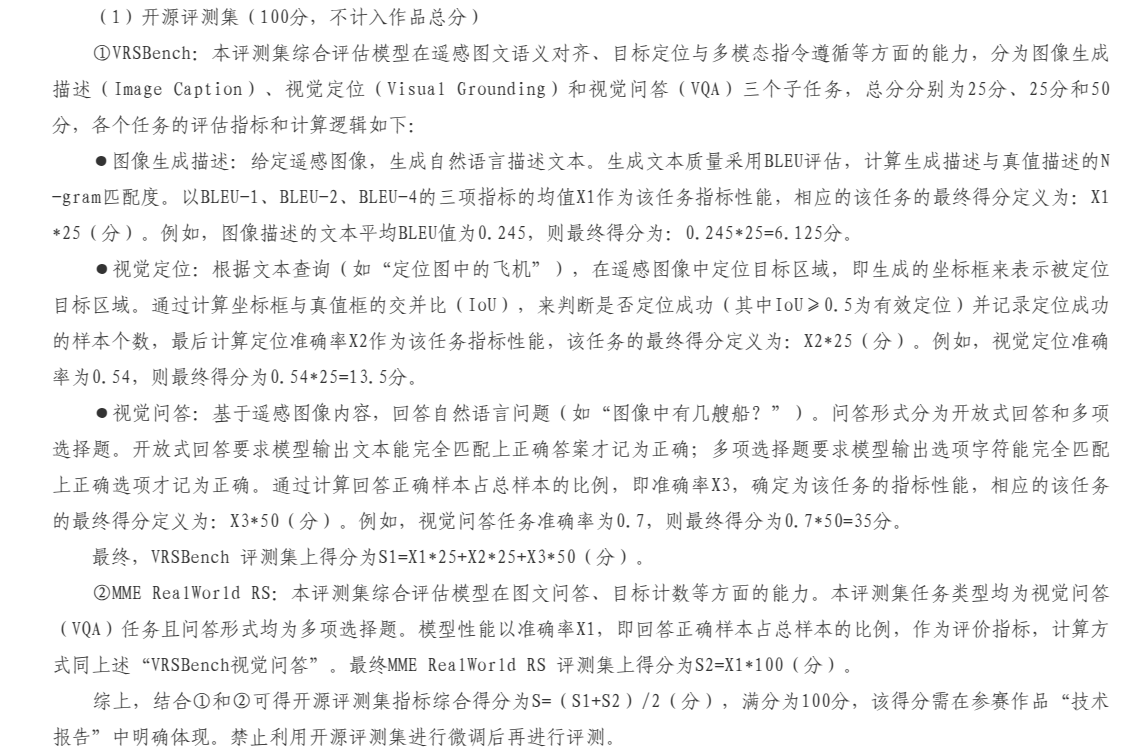 （1）开源评测集（100分，不计入作品总分）
①VRSBench：本评测集综合评估模型在遥感图文语义对齐、目标定位与多模态指令遵循等方面的能力，分为图像生成
描述（Image Caption）、视觉定位（Visual Grounding）和视觉问答（VQA）三个子任务，总分分别为25分、25分和50
分，各个任务的评估指标和计算逻辑如下：
●图像生成描述：给定遥感图像，生成自然语言描述文本。生成文本质量采用BLEU评估，计算生成描述与真值描述的N
-gram匹配度。以BLEU-1、BLEU-2、BLEU-4的三项指标的均值X1作为该任务指标性能，相应的该任务的最终得分定义为：X1
*25（分）。例如，图像描述的文本平均BLEU值为0.245，则最终得分为：0.245*25=6.125分。
●视觉定位：根据文本查询（如“定位图中的飞机”），在遥感图像中定位目标区域，即生成的坐标框来表示被定位
目标区域。通过计算坐标框与真值框的交并比（IoU），来判断是否定位成功（其中IoU≥0.5为有效定位）并记录定位成功
的样本个数，最后计算定位准确率X2作为该任务指标性能，该任务的最终得分定义为：X2*25（分）。例如，视觉定位准确
率为0.54，则最终得分为0.54*25=13.5分。
●视觉问答：基于遥感图像内容，回答自然语言问题（如“图像中有几艘船？”）。问答形式分为开放式回答和多项
选择题。开放式回答要求模型输出文本能完全匹配上正确答案才记为正确；多项选择题要求模型输出选项字符能完全匹配
上正确选项才记为正确。通过计算回答正确样本占总样本的比例，即准确率X3，确定为该任务的指标性能，相应的该任务
的最终得分定义为：X3*50（分）。例如，视觉问答任务准确率为0.7，则最终得分为0.7*50=35分。
最终，VRSBench 评测集上得分为S1=X1*25+X2*25+X3*50（分）。
②MME RealWorld RS：本评测集综合评估模型在图文问答、目标计数等方面的能力。本评测集任务类型均为视觉问答
（VQA）任务且问答形式均为多项选择题。模型性能以准确率X1，即回答正确样本占总样本的比例，作为评价指标，计算方
式同上述“VRSBench视觉问答”。最终MME RealWorld RS 评测集上得分为S2=X1*100（分）。
综上，结合①和②可得开源评测集指标综合得分为S=（S1+S2）/2（分），满分为100分，该得分需在参赛作品“技术
报告”中明确体现。禁止利用开源评测集进行微调后再进行评测。